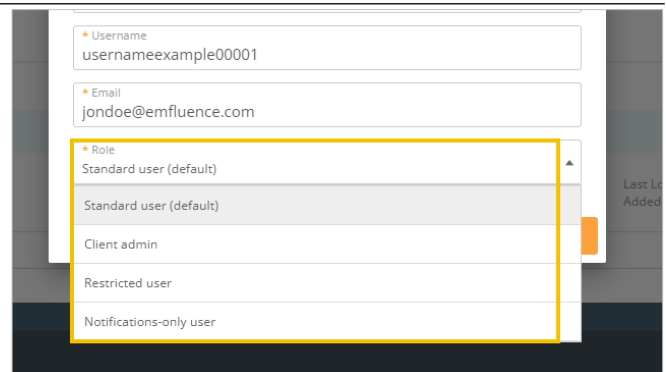 * Username
usernameexample00001
* Email
jondoe@emfluence.com
* Role
Standard user (default)
Standard user (default)
Client admin
Restricted user
Notifications-only user
Last Lo
Added